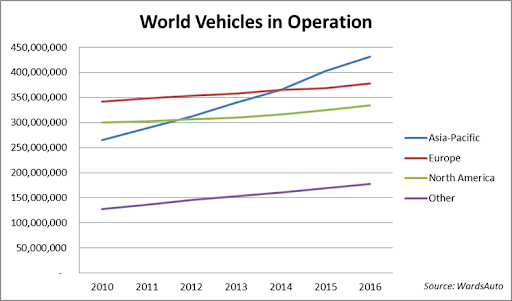 World Vehicles in Operation
450,000,000
400,000,000
350,000,000
300,000,000
250,000,000
200,000,000
150,000,000
100,000,000
50,000,000
-
Asia-Pacific
Europe
North America
Other
2010 2011 2012 2013 2014 2015 2016
Source: WardsAuto